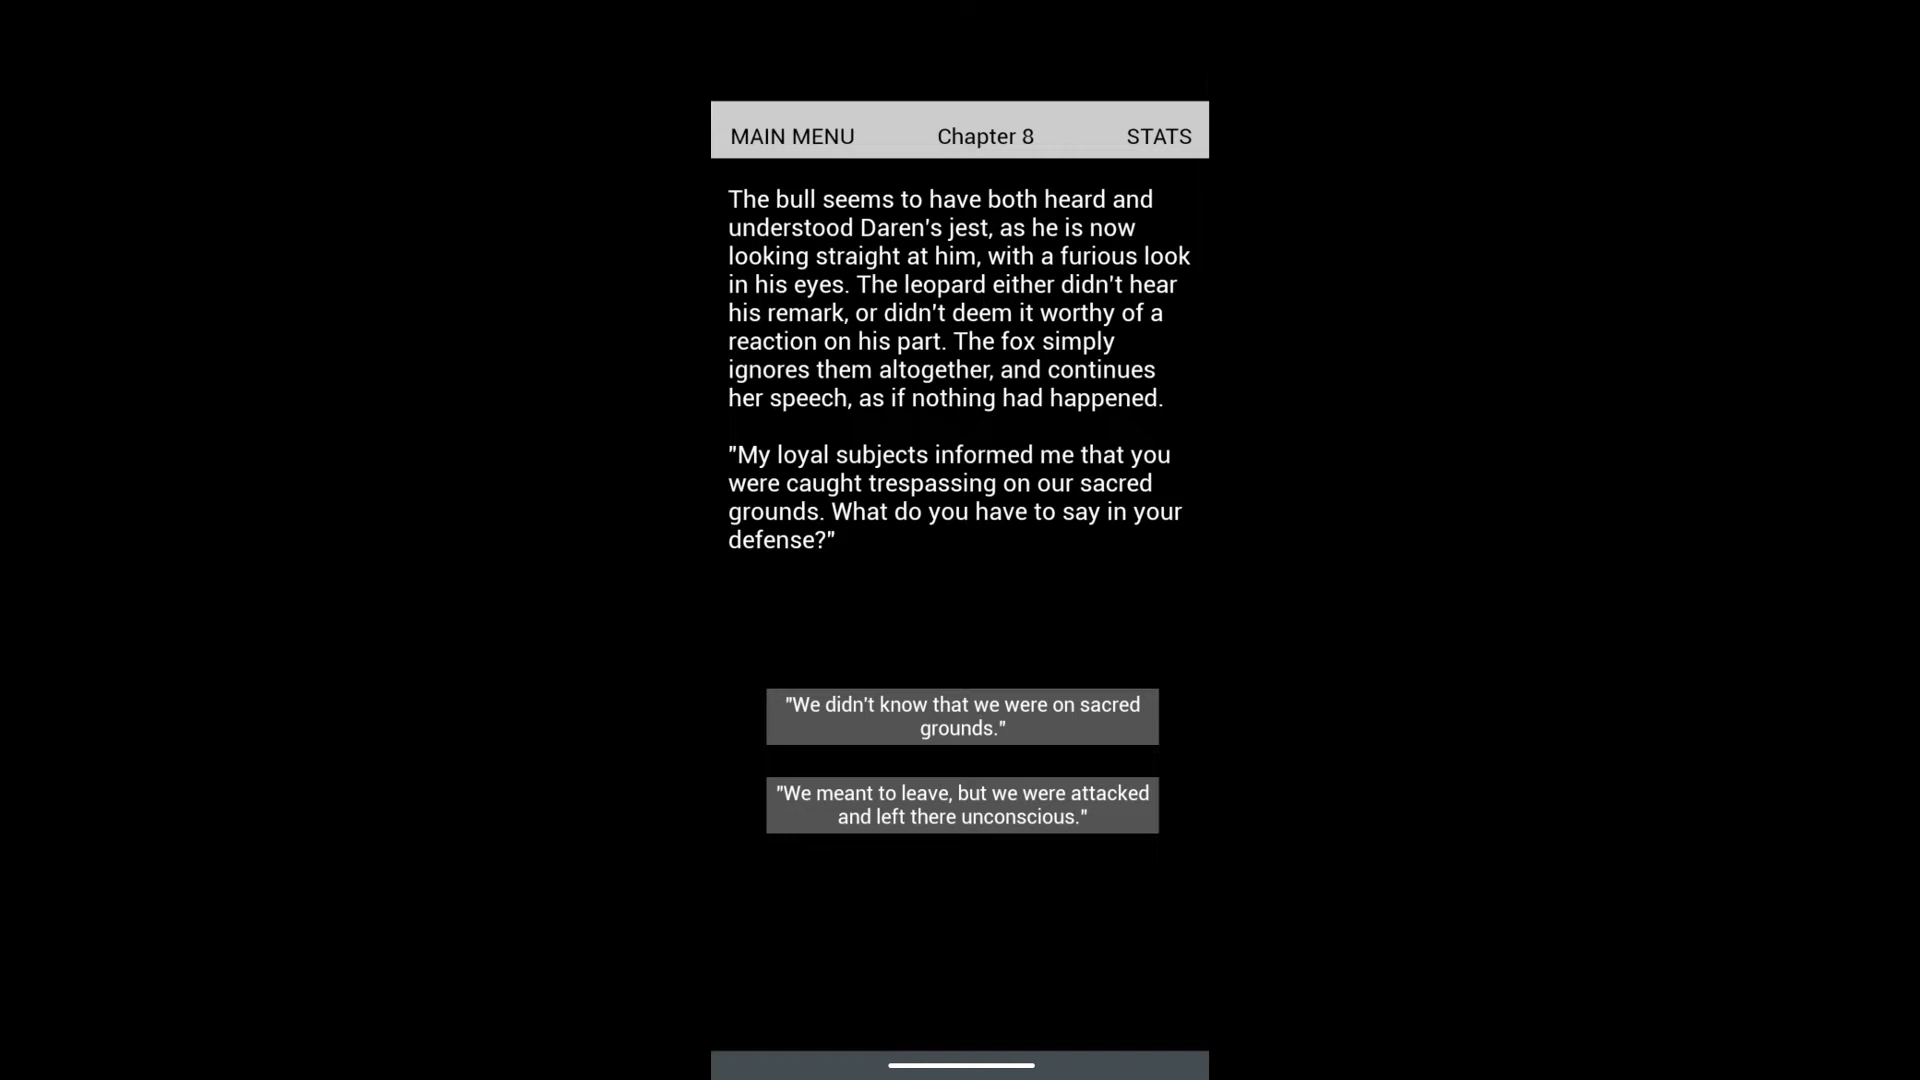 MAIN MENU Chapter 8 STATS
The bull seems to have both heard and
understood Daren's jest, as he is now
looking straight at him, with a furious look
in his eyes. The leopard either didn't hear
his remark, or didn't deem it worthy of a
reaction on his part. The fox simply
ignores them altogether, and continues
her speech, as if nothing had happened.
"My loyal subjects informed me that you
were caught trespassing on our sacred
grounds. What do you have to say in your
defense?"
"We didn't know that we were on sacred
grounds."
"We meant to leave, but we were attacked
and left there unconscious."